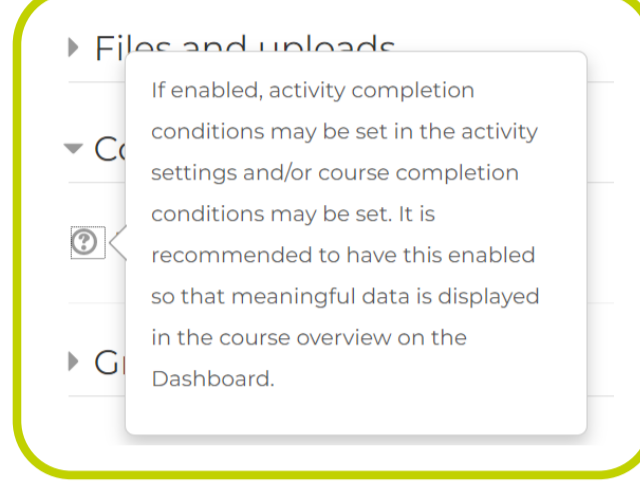 Files and uploads
If enabled, activity completion
conditions may be set in the activity
settings and/or course completion
conditions may be set. It is
recommended to have this enabled
so that meaningful data is displayed
in the course overview on the
Dashboard.